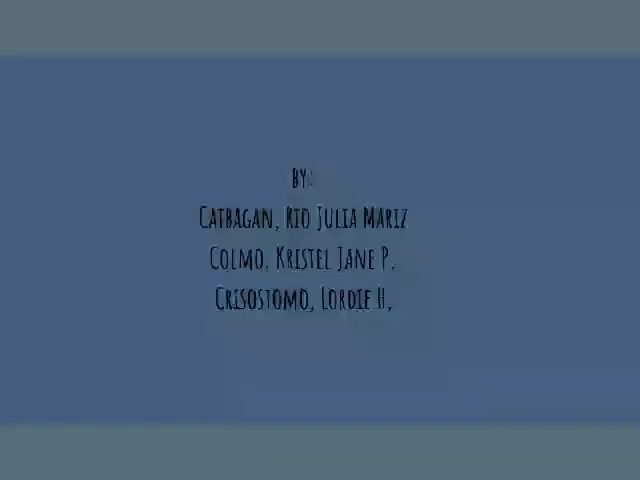 BY:
CATBAGAN, RIO JULIA MARIZ
COLMO, KRISTEL JANE P.
CRISOSTOMO, LORDIE H.